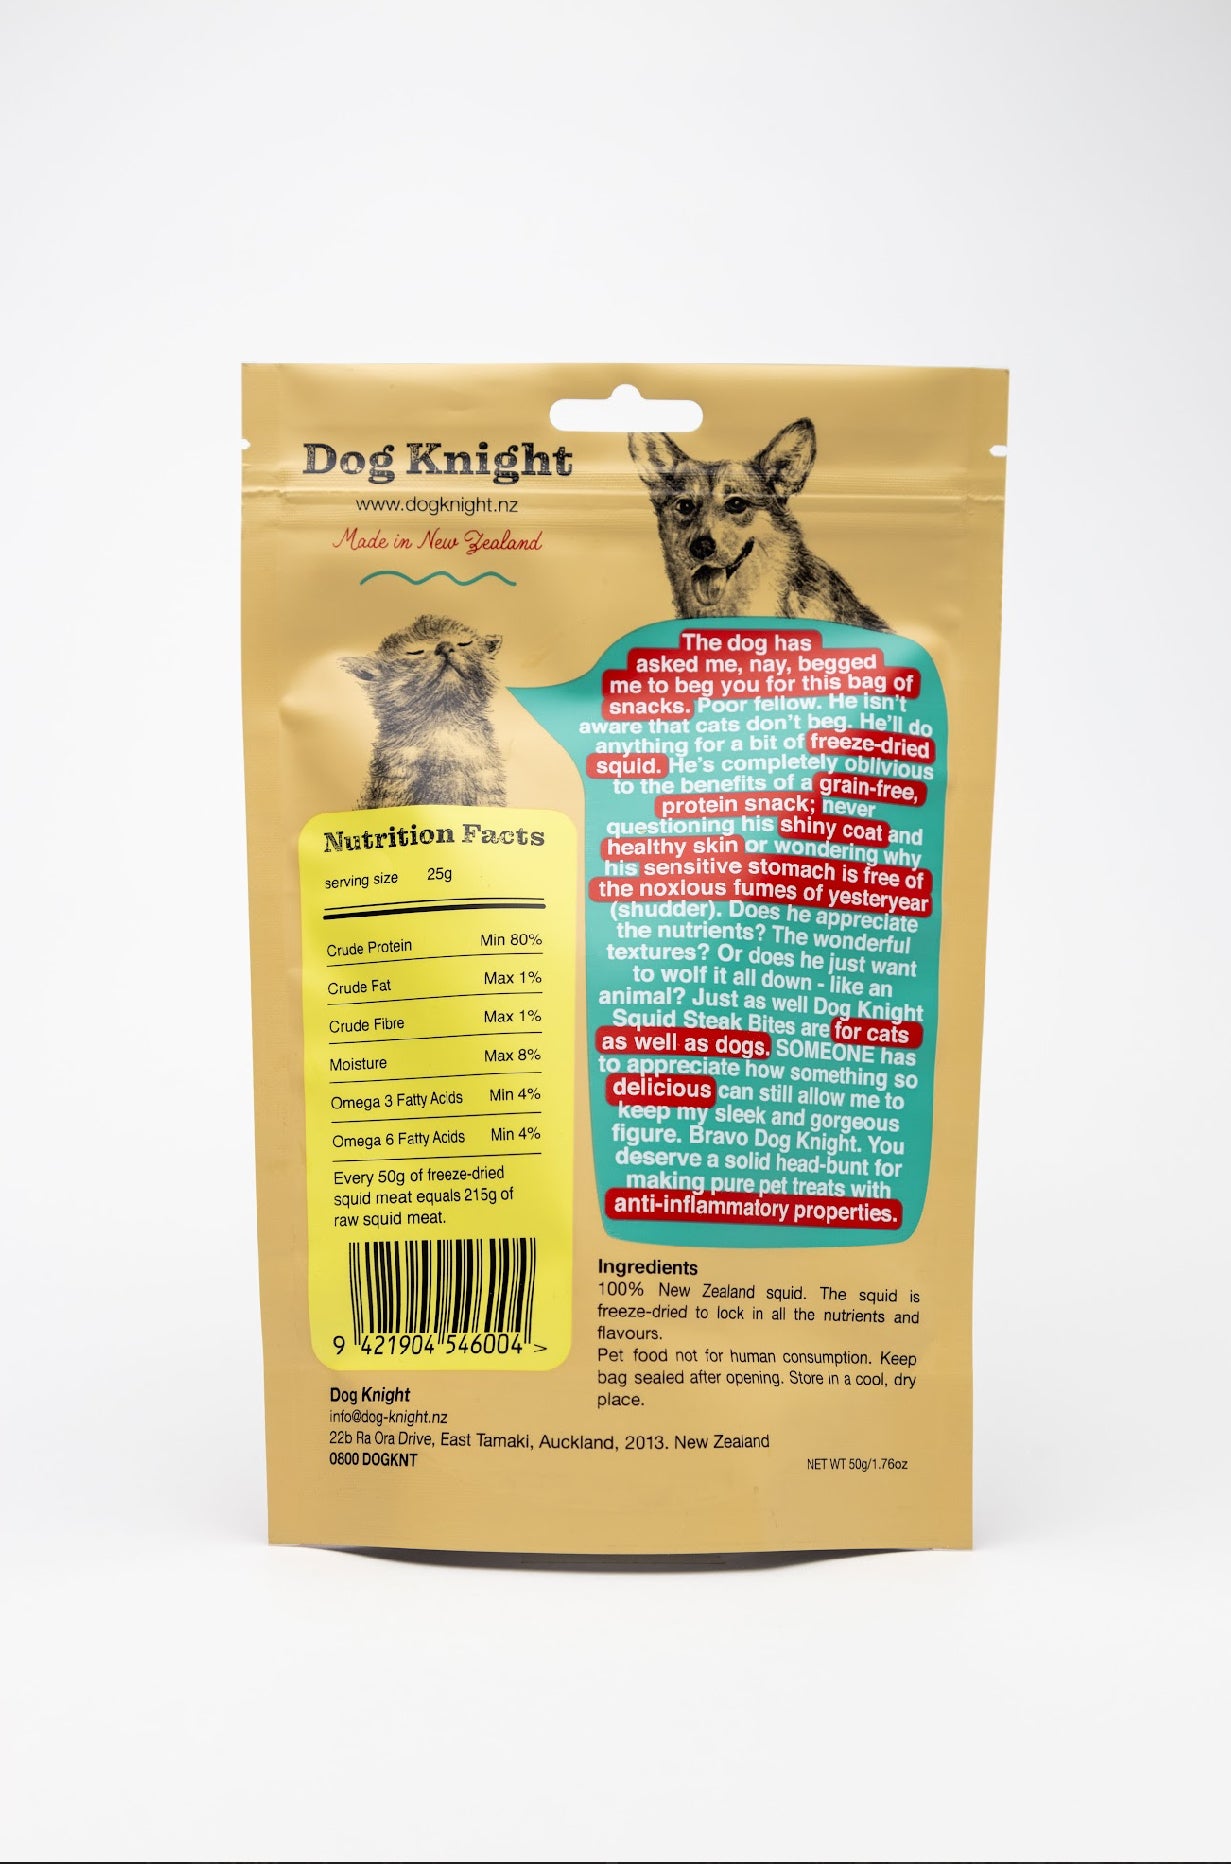 Dog Knight
www.dogknight.nz
Made in New Zealand
The dog has
asked me, nay, begged
me to beg you for this bag of
snacks. Poor fellow. He isn't
aware that cats don't beg. He'll do
anything for a bit of freeze-dried
squid. He's completely oblivious
to the benefits of a grain-free,
protein snack; never
questioning his shiny coat and
healthy skin or wondering why
his sensitive stomach is free of
the noxious fumes of yesteryear
(shudder). Does he appreciate
the nutrients? The wonderful
textures? Or does he just want
to wolf it all down - like an
animal? Just as well Dog Knight
Squid Steak Bites are for cats
as well as dogs. SOMEONE has
to appreciate how something so
delicious can still allow me to
keep my sleek and gorgeous
figure. Bravo Dog Knight. You
deserve a solid head-bunt for
making pure pet treats with
anti-inflammatory properties.
Nutrition Facts
serving size 25g
Crude Protein Min 80%
Crude Fat Max 1%
Crude Fibre Max 1%
Moisture Max 8%
Omega 3 Fatty Acids Min 4%
Omega 6 Fatty Acids Min 4%
Every 50g of freeze-dried
squid meat equals 215g of
raw squid meat.
9 421904 546004 >
Ingredients
100% New Zealand squid. The squid is
freeze-dried to lock in all the nutrients and
flavours.
Pet food not for human consumption. Keep
bag sealed after opening. Store in a cool, dry
place.
Dog Knight
info@dog-knight.nz
22b Ra Ora Drive, East Tamaki, Auckland, 2013. New Zealand
0800 DOGKNT
NET WT 50g/1.76oz